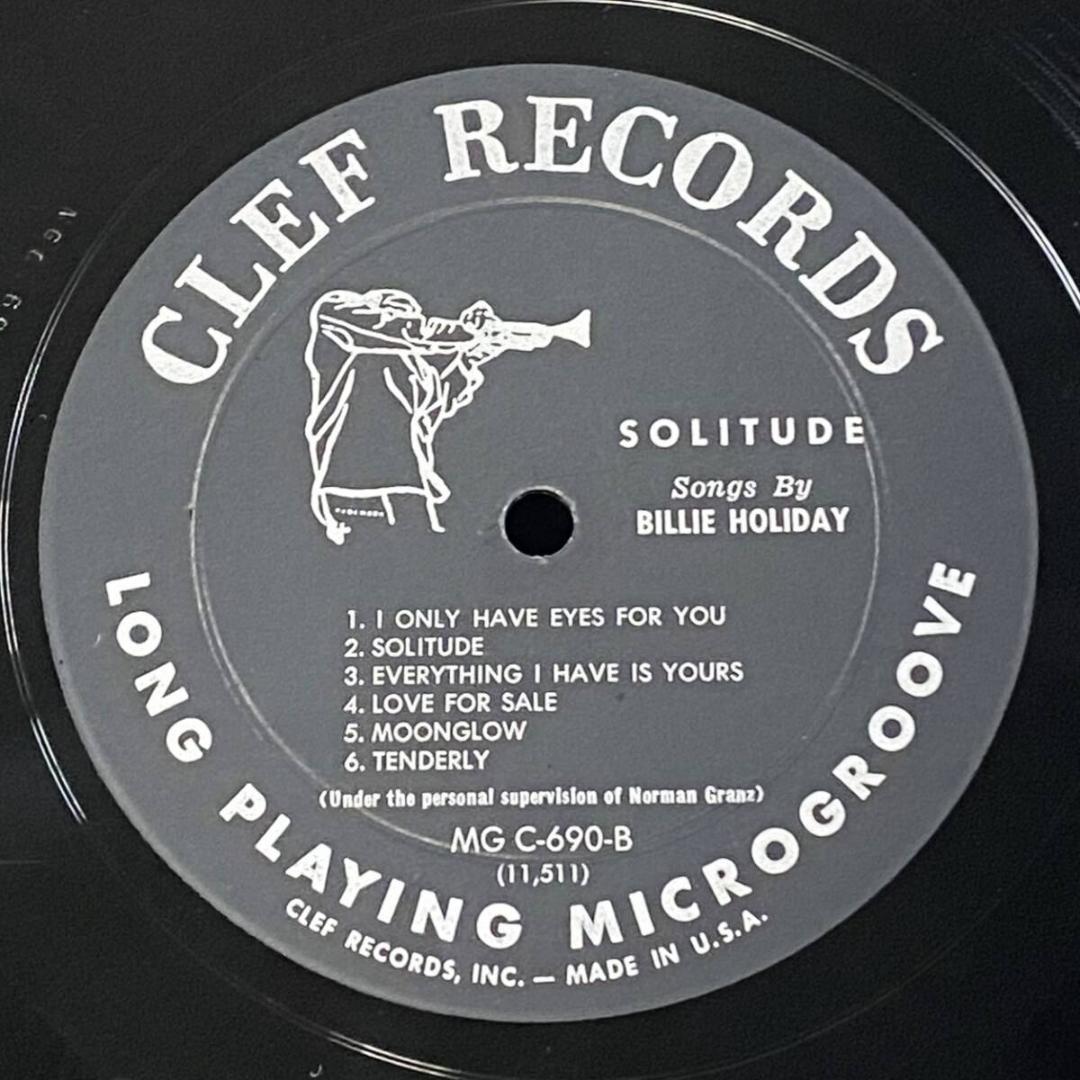 CLEF RECORDS
SOLITUDE
Songs By
BILLIE HOLIDAY
1. I ONLY HAVE EYES FOR YOU
2. SOLITUDE
3. EVERYTHING I HAVE IS YOURS
4. LOVE FOR SALE
5. MOONGLOW
6. TENDERLY
(Under the personal supervision of Norman Granz)
MG C-690-B
(11,511)
LONG PLAYING MICROGROOVE
CLEF RECORDS, INC. — MADE IN U.S.A.